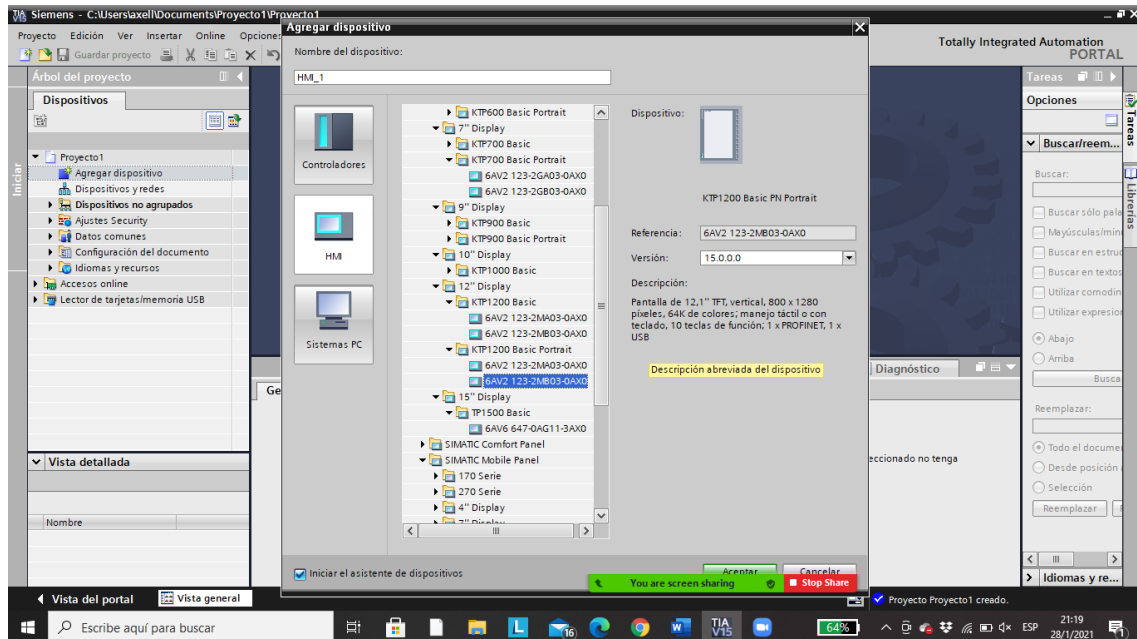 Siemens - C:\Users\axell\Documents\Proyecto1\Proyecto1
Proyecto Edición Ver Insertar Online Opciones
Guardar proyecto
Totally Integrated Automation
PORTAL
Árbol del proyecto
Dispositivos
Iniciar
Proyecto1
Agregar dispositivo
Dispositivos y redes
Dispositivos no agrupados
Ajustes Security
Datos comunes
Configuración del documento
Idiomas y recursos
Accesos online
Lector de tarjetas/memoria USB
Vista detallada
Nombre
Agregar dispositivo
Nombre del dispositivo:
HMI_1
Controladores
HMI
Sistemas PC
KTP600 Basic Portrait
7" Display
KTP700 Basic
KTP700 Basic Portrait
6AV2 123-2GA03-0AX0
6AV2 123-2GB03-0AX0
9" Display
KTP900 Basic
KTP900 Basic Portrait
10" Display
KTP1000 Basic
12" Display
KTP1200 Basic
6AV2 123-2MA03-0AX0
6AV2 123-2MB03-0AX0
KTP1200 Basic Portrait
6AV2 123-2MA03-0AX0
6AV2 123-2MB03-0AX0
15" Display
TP1500 Basic
6AV6 647-0AG11-3AX0
SIMATIC Comfort Panel
SIMATIC Mobile Panel
170 Serie
270 Serie
4" Display
7" Display
Dispositivo:
KTP1200 Basic PN Portrait
Referencia: 6AV2 123-2MB03-0AX0
Versión: 15.0.0.0
Descripción:
Pantalla de 12,1'' TFT, vertical, 800 x 1280
píxeles, 64K de colores; manejo táctil o con
teclado, 10 teclas de función; 1 x PROFINET, 1 x
USB
Descripción abreviada del dispositivo
Iniciar el asistente de dispositivos
Aceptar Cancelar
You are screen sharing Stop Share
Ge
Diagnóstico
eccionado no tenga
Tareas
Opciones
Buscar/reem...
Buscar:
Buscar sólo pala
Mayúsculas/minú
Buscar en estruc
Buscar en textos
Utilizar comodin
Utilizar expresion
Abajo
Arriba
Busca
Reemplazar:
Todo el documen
Desde posición a
Selección
Reemplazar
Idiomas y re...
Tareas
Librerías
Vista del portal Vista general
Proyecto Proyecto1 creado.
Escribe aquí para buscar
16
TIA
V15
64%
ESP
21:19
28/1/2021